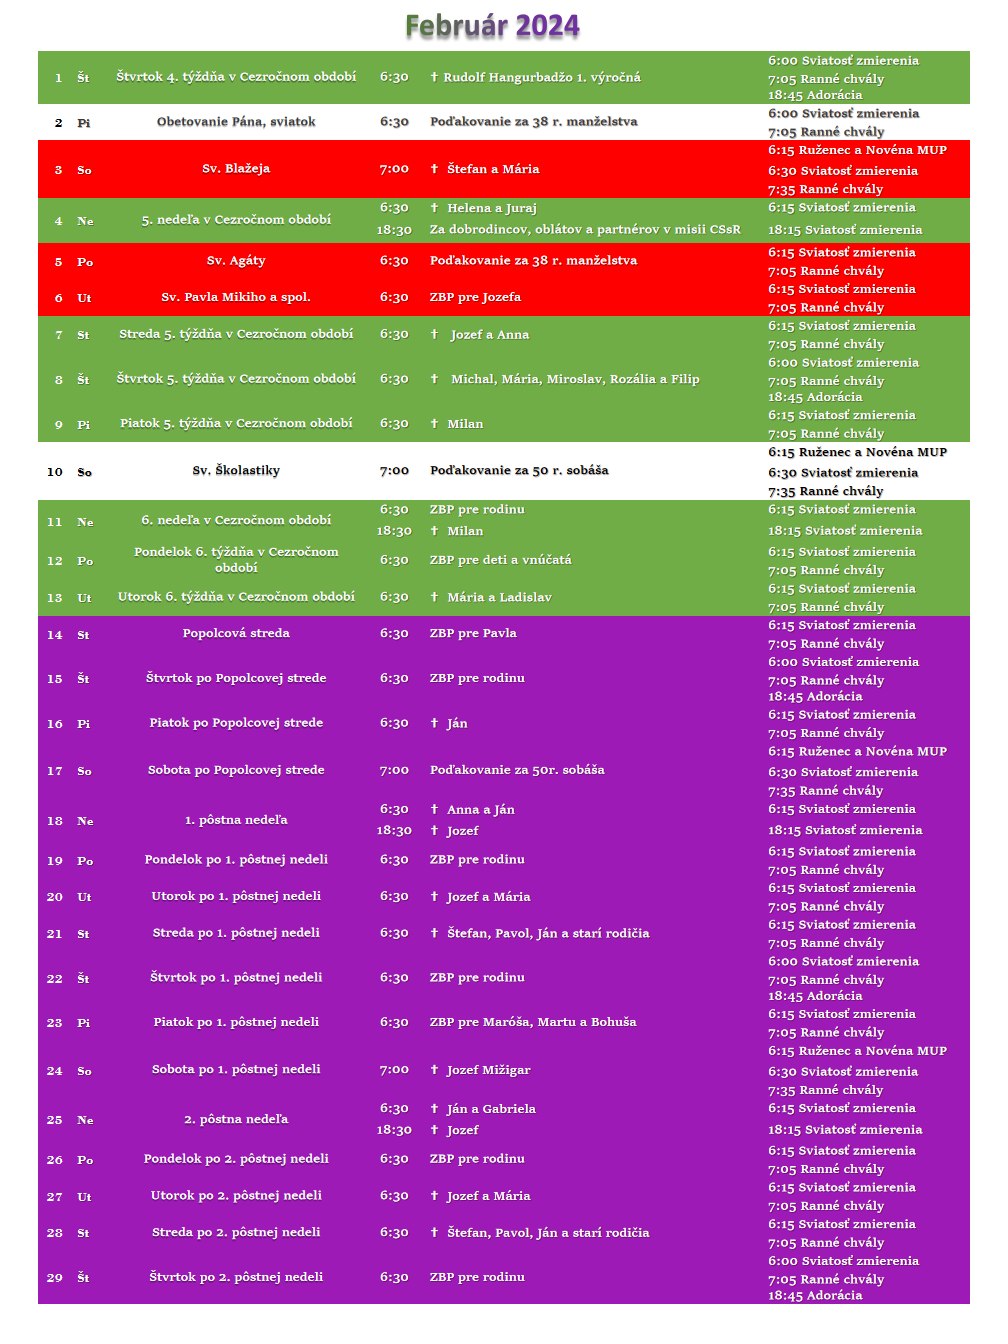 Február 2024
1 Št Štvrtok 4. týždňa v Cezročnom období 6:30 † Rudolf Hangurbadžo 1. výročná 6:00 Sviatosť zmierenia
7:05 Ranné chvály
18:45 Adorácia
2 Pi Obetovanie Pána, sviatok 6:30 Poďakovanie za 38 r. manželstva 6:00 Sviatosť zmierenia
7:05 Ranné chvály
3 So Sv. Blažeja 7:00 † Štefan a Mária 6:15 Ruženec a Novéna MUP
6:30 Sviatosť zmierenia
7:35 Ranné chvály
4 Ne 5. nedeľa v Cezročnom období 6:30 † Helena a Juraj 6:15 Sviatosť zmierenia
18:30 Za dobrodincov, oblátov a partnérov v misii CSsR 18:15 Sviatosť zmierenia
5 Po Sv. Agáty 6:30 Poďakovanie za 38 r. manželstva 6:15 Sviatosť zmierenia
7:05 Ranné chvály
6 Ut Sv. Pavla Mikiho a spol. 6:30 ZBP pre Jozefa 6:15 Sviatosť zmierenia
7:05 Ranné chvály
7 St Streda 5. týždňa v Cezročnom období 6:30 † Jozef a Anna 6:15 Sviatosť zmierenia
7:05 Ranné chvály
8 Št Štvrtok 5. týždňa v Cezročnom období 6:30 † Michal, Mária, Miroslav, Rozália a Filip 6:00 Sviatosť zmierenia
7:05 Ranné chvály
18:45 Adorácia
9 Pi Piatok 5. týždňa v Cezročnom období 6:30 † Milan 6:15 Sviatosť zmierenia
7:05 Ranné chvály
10 So Sv. Školastiky 7:00 Poďakovanie za 50 r. sobáša 6:15 Ruženec a Novéna MUP
6:30 Sviatosť zmierenia
7:35 Ranné chvály
11 Ne 6. nedeľa v Cezročnom období 6:30 ZBP pre rodinu 6:15 Sviatosť zmierenia
18:30 † Milan 18:15 Sviatosť zmierenia
12 Po Pondelok 6. týždňa v Cezročnom období 6:30 ZBP pre deti a vnúčatá 6:15 Sviatosť zmierenia
7:05 Ranné chvály
13 Ut Utorok 6. týždňa v Cezročnom období 6:30 † Mária a Ladislav 6:15 Sviatosť zmierenia
7:05 Ranné chvály
14 St Popolcová streda 6:30 ZBP pre Pavla 6:15 Sviatosť zmierenia
7:05 Ranné chvály
15 Št Štvrtok po Popolcovej strede 6:30 ZBP pre rodinu 6:00 Sviatosť zmierenia
7:05 Ranné chvály
18:45 Adorácia
16 Pi Piatok po Popolcovej strede 6:30 † Ján 6:15 Sviatosť zmierenia
7:05 Ranné chvály
17 So Sobota po Popolcovej strede 7:00 Poďakovanie za 50r. sobáša 6:15 Ruženec a Novéna MUP
6:30 Sviatosť zmierenia
7:35 Ranné chvály
18 Ne 1. pôstna nedeľa 6:30 † Anna a Ján 6:15 Sviatosť zmierenia
18:30 † Jozef 18:15 Sviatosť zmierenia
19 Po Pondelok po 1. pôstnej nedeli 6:30 ZBP pre rodinu 6:15 Sviatosť zmierenia
7:05 Ranné chvály
20 Ut Utorok po 1. pôstnej nedeli 6:30 † Jozef a Mária 6:15 Sviatosť zmierenia
7:05 Ranné chvály
21 St Streda po 1. pôstnej nedeli 6:30 † Štefan, Pavol, Ján a starí rodičia 6:15 Sviatosť zmierenia
7:05 Ranné chvály
22 Št Štvrtok po 1. pôstnej nedeli 6:30 ZBP pre rodinu 6:00 Sviatosť zmierenia
7:05 Ranné chvály
18:45 Adorácia
23 Pi Piatok po 1. pôstnej nedeli 6:30 ZBP pre Maróša, Martu a Bohuša 6:15 Sviatosť zmierenia
7:05 Ranné chvály
24 So Sobota po 1. pôstnej nedeli 7:00 † Jozef Mižigar 6:15 Ruženec a Novéna MUP
6:30 Sviatosť zmierenia
7:35 Ranné chvály
25 Ne 2. pôstna nedeľa 6:30 † Ján a Gabriela 6:15 Sviatosť zmierenia
18:30 † Jozef 18:15 Sviatosť zmierenia
26 Po Pondelok po 2. pôstnej nedeli 6:30 ZBP pre rodinu 6:15 Sviatosť zmierenia
7:05 Ranné chvály
27 Ut Utorok po 2. pôstnej nedeli 6:30 † Jozef a Mária 6:15 Sviatosť zmierenia
7:05 Ranné chvály
28 St Streda po 2. pôstnej nedeli 6:30 † Štefan, Pavol, Ján a starí rodičia 6:15 Sviatosť zmierenia
7:05 Ranné chvály
29 Št Štvrtok po 2. pôstnej nedeli 6:30 ZBP pre rodinu 6:00 Sviatosť zmierenia
7:05 Ranné chvály
18:45 Adorácia